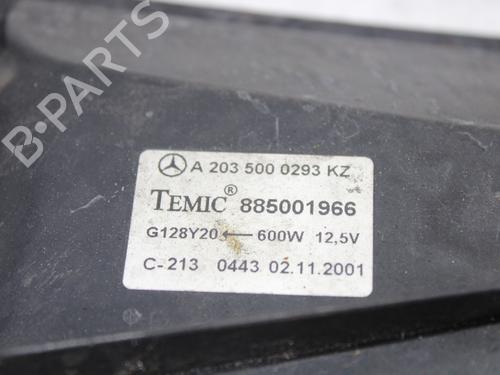 A 203 500 0293 KZ
TEMIC® 885001966
G128Y20 ← 600W 12,5V
C-213 0443 02.11.2001
B-PARTS